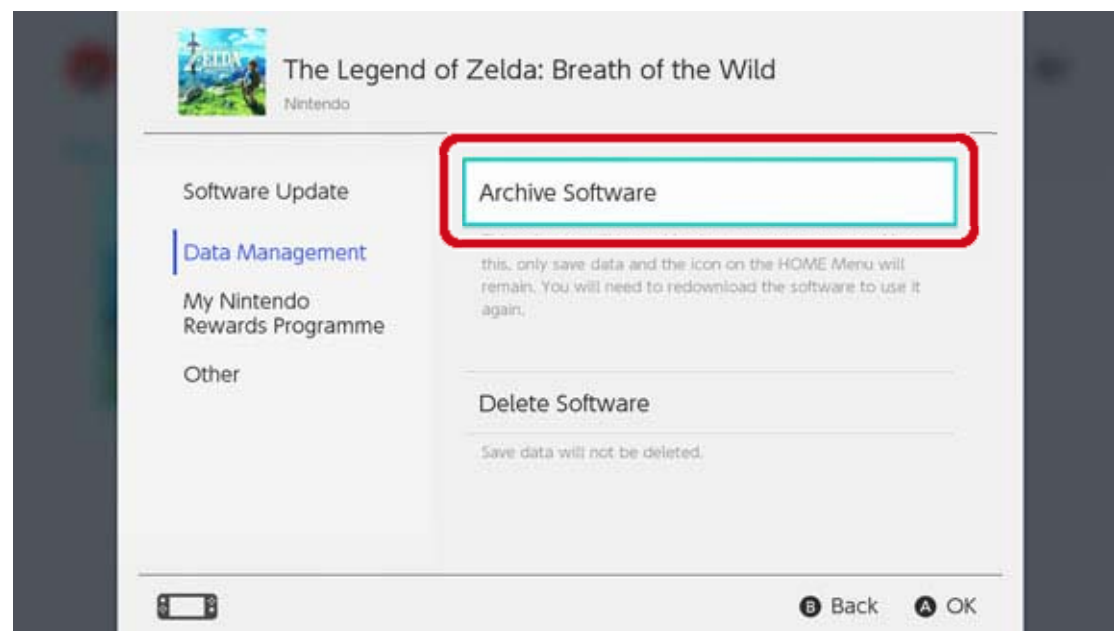 ZELDA
The Legend of Zelda: Breath of the Wild
Nintendo
Software Update
Data Management
My Nintendo
Rewards Programme
Other
Archive Software
this, only save data and the icon on the HOME Menu will
remain. You will need to redownload the software to use it
again.
Delete Software
Save data will not be deleted.
B Back A OK